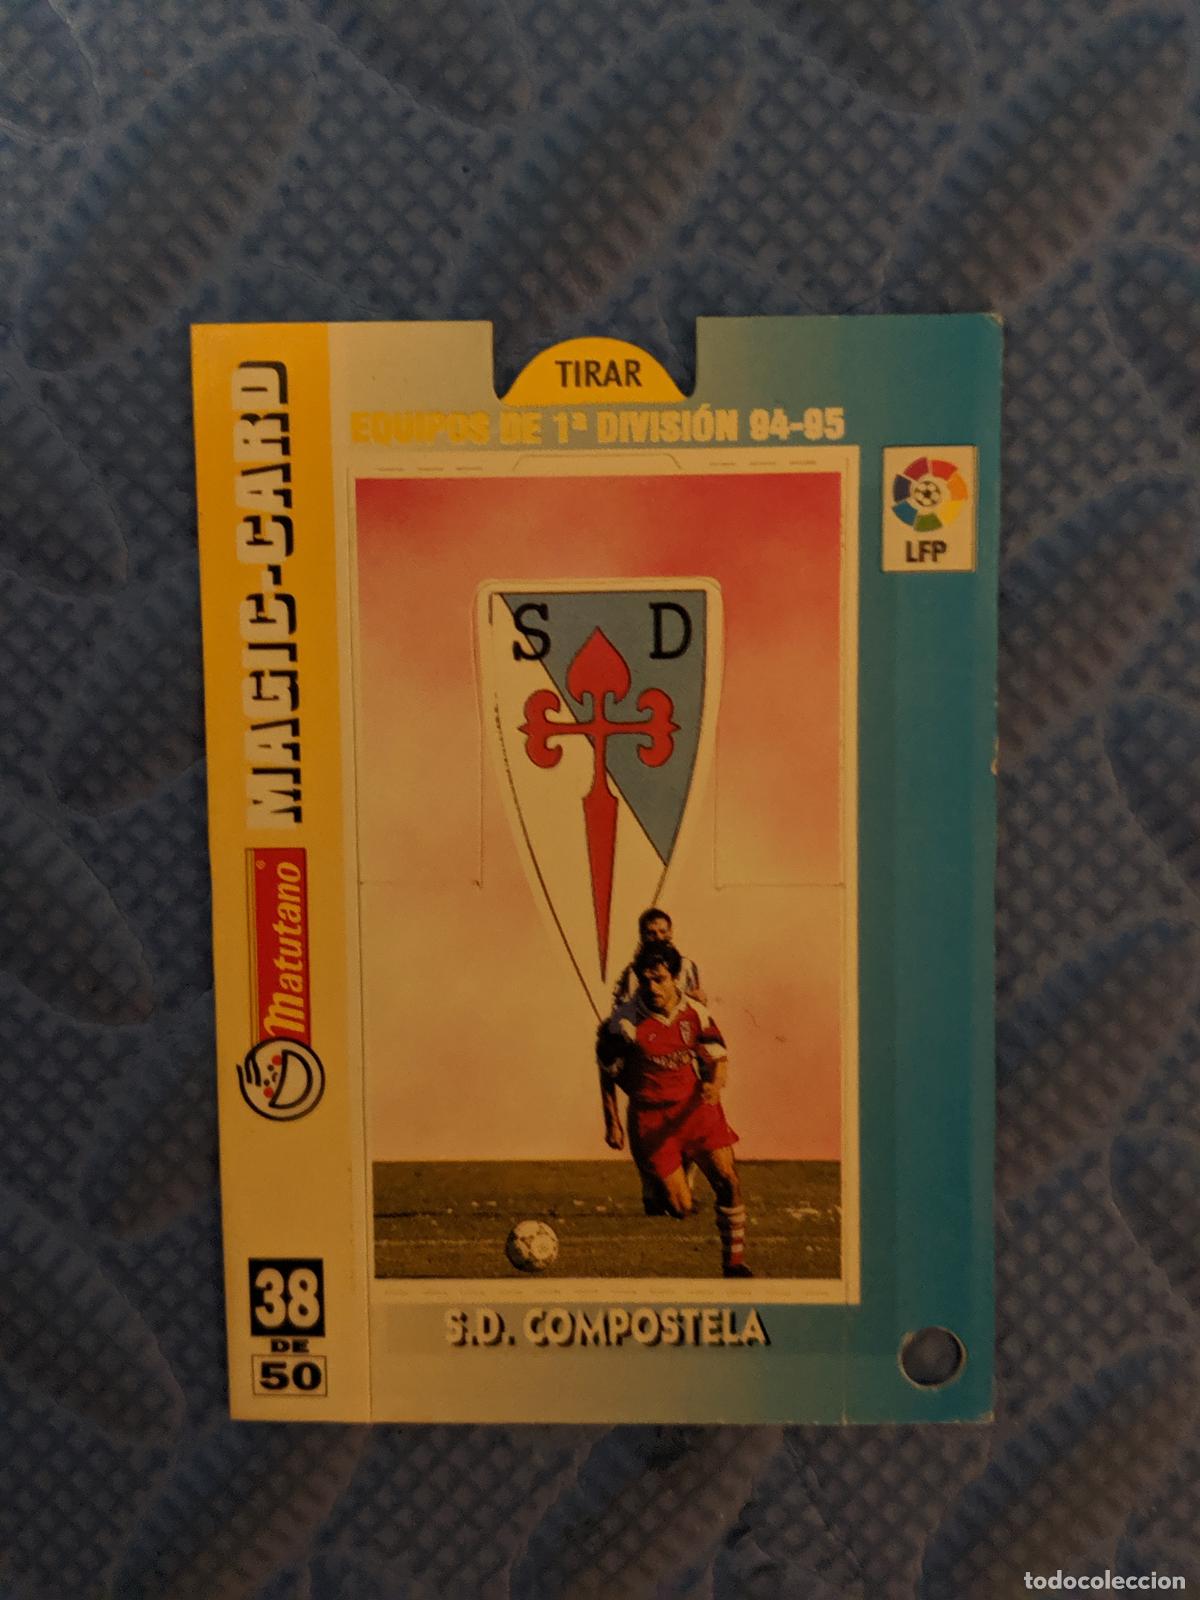 TIRAR
EQUIPOS DE 1ª DIVISIÓN 94-95
MAGIC-CARD
LFP
S D
Matutano®
38
DE
50
S.D. COMPOSTELA
todocoleccion